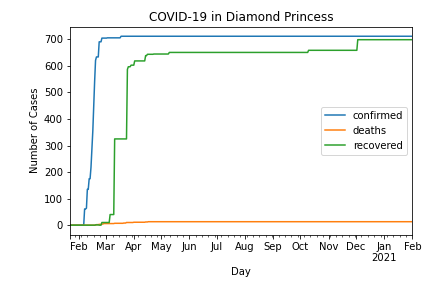 COVID-19 in Diamond Princess
Number of Cases
700
600
500
400
300
200
100
0
confirmed
deaths
recovered
Feb Mar Apr May Jun Jul Aug Sep Oct Nov Dec Jan Feb
2021
Day